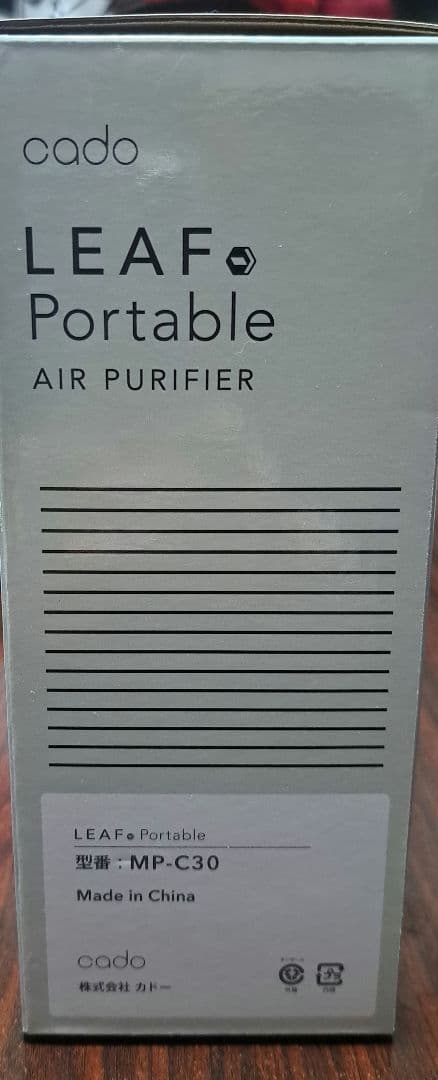 cado
LEAF
Portable
AIR PURIFIER
LEAF Portable
型番：MP-C30
Made in China
cado
株式会社 カドー